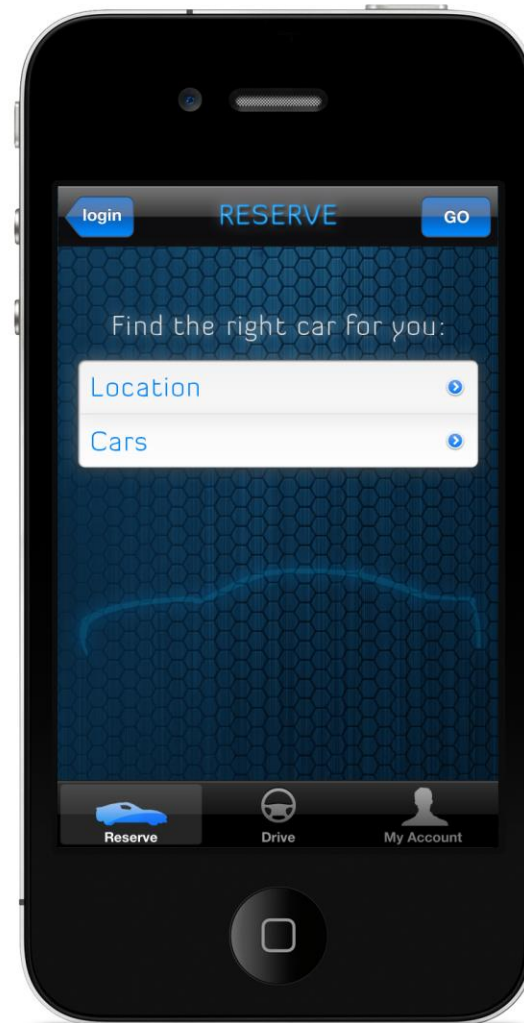 login RESERVE GO
Find the right car for you:
Location
Cars
Reserve Drive My Account